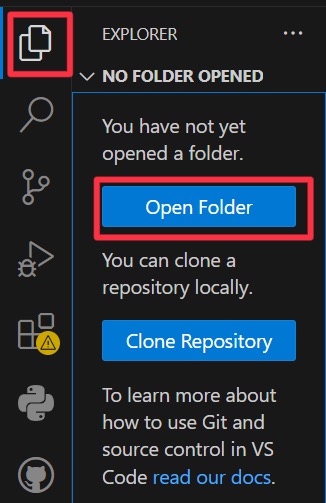 EXPLORER
NO FOLDER OPENED
You have not yet
opened a folder.
Open Folder
You can clone a
repository locally.
Clone Repository
To learn more about
how to use Git and
source control in VS
Code read our docs.